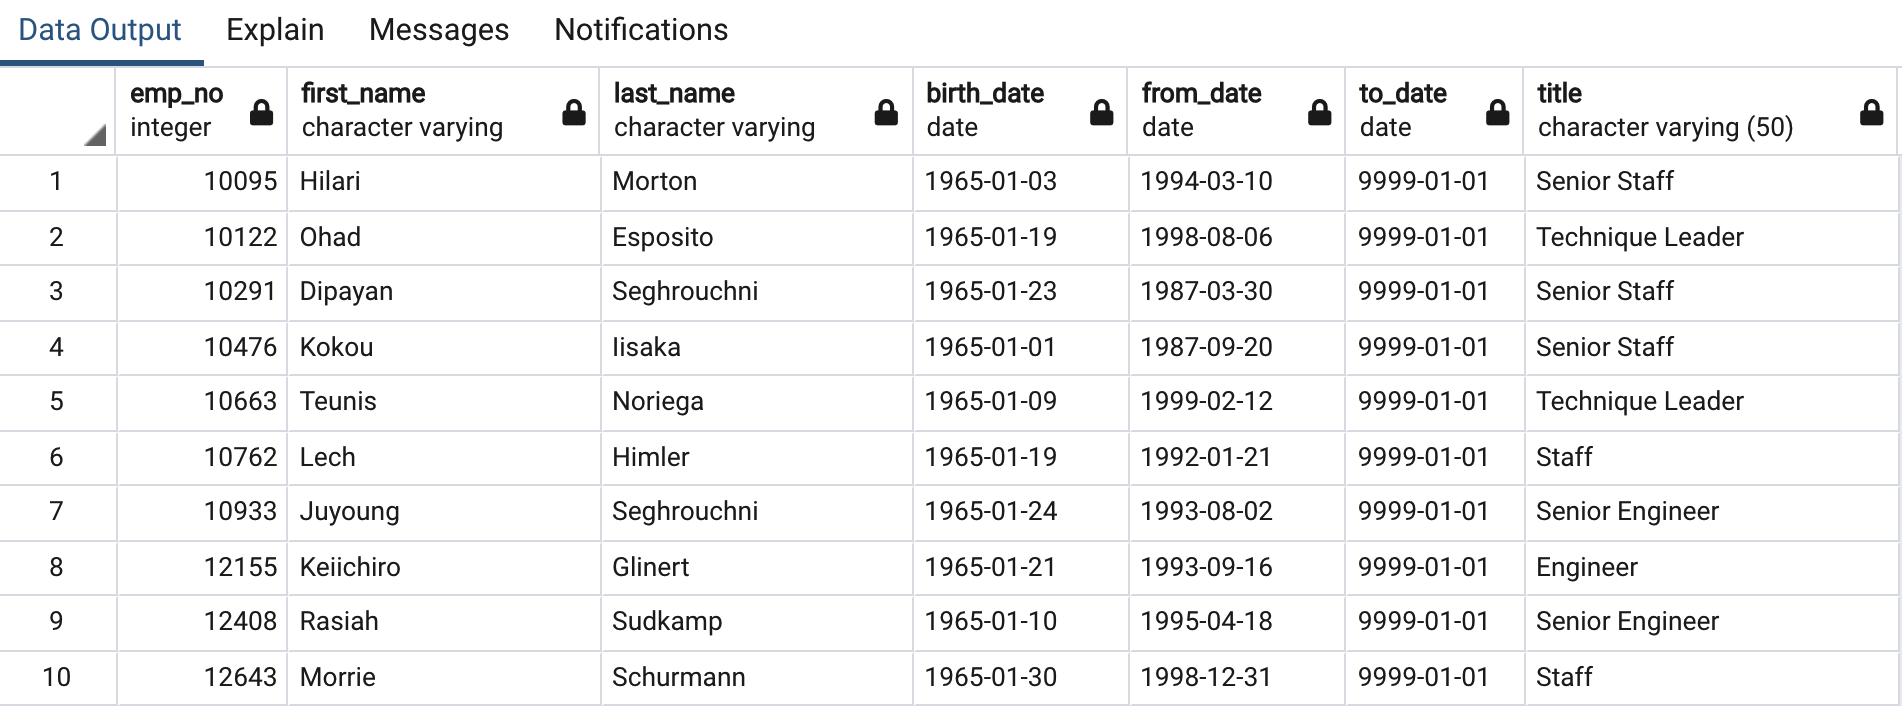 Data Output Explain Messages Notifications
emp_no first_name last_name birth_date from_date to_date title
integer character varying character varying date date date character varying (50)
1 10095 Hilari Morton 1965-01-03 1994-03-10 9999-01-01 Senior Staff
2 10122 Ohad Esposito 1965-01-19 1998-08-06 9999-01-01 Technique Leader
3 10291 Dipayan Seghrouchni 1965-01-23 1987-03-30 9999-01-01 Senior Staff
4 10476 Kokou Iisaka 1965-01-01 1987-09-20 9999-01-01 Senior Staff
5 10663 Teunis Noriega 1965-01-09 1999-02-12 9999-01-01 Technique Leader
6 10762 Lech Himler 1965-01-19 1992-01-21 9999-01-01 Staff
7 10933 Juyoung Seghrouchni 1965-01-24 1993-08-02 9999-01-01 Senior Engineer
8 12155 Keiichiro Glinert 1965-01-21 1993-09-16 9999-01-01 Engineer
9 12408 Rasiah Sudkamp 1965-01-10 1995-04-18 9999-01-01 Senior Engineer
10 12643 Morrie Schurmann 1965-01-30 1998-12-31 9999-01-01 Staff